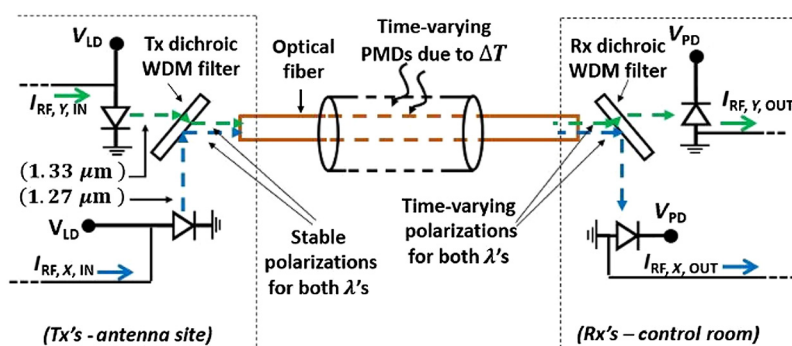 V_LD
Tx dichroic
WDM filter
Optical
fiber
Time-varying
PMDs due to ΔT
Rx dichroic
WDM filter
V_PD
I_RF, Y, IN
I_RF, Y, OUT
(1.33 μm)
(1.27 μm)
V_LD
Stable
polarizations
for both λ's
Time-varying
polarizations
for both λ's
V_PD
I_RF, X, IN
I_RF, X, OUT
(Tx's - antenna site)
(Rx's – control room)